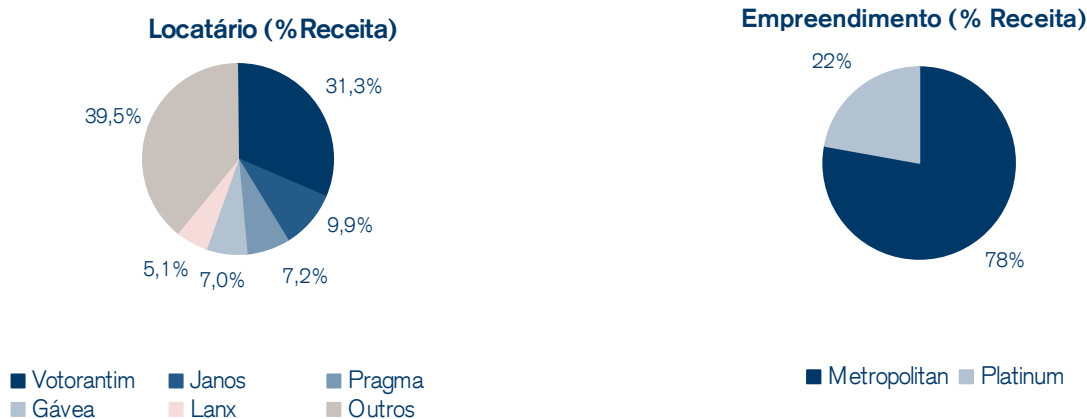 Locatário (%Receita)
31,3%
9,9%
7,2%
7,0%
5,1%
39,5%
Votorantim
Janos
Pragma
Gávea
Lanx
Outros
Empreendimento (% Receita)
22%
78%
Metropolitan
Platinum